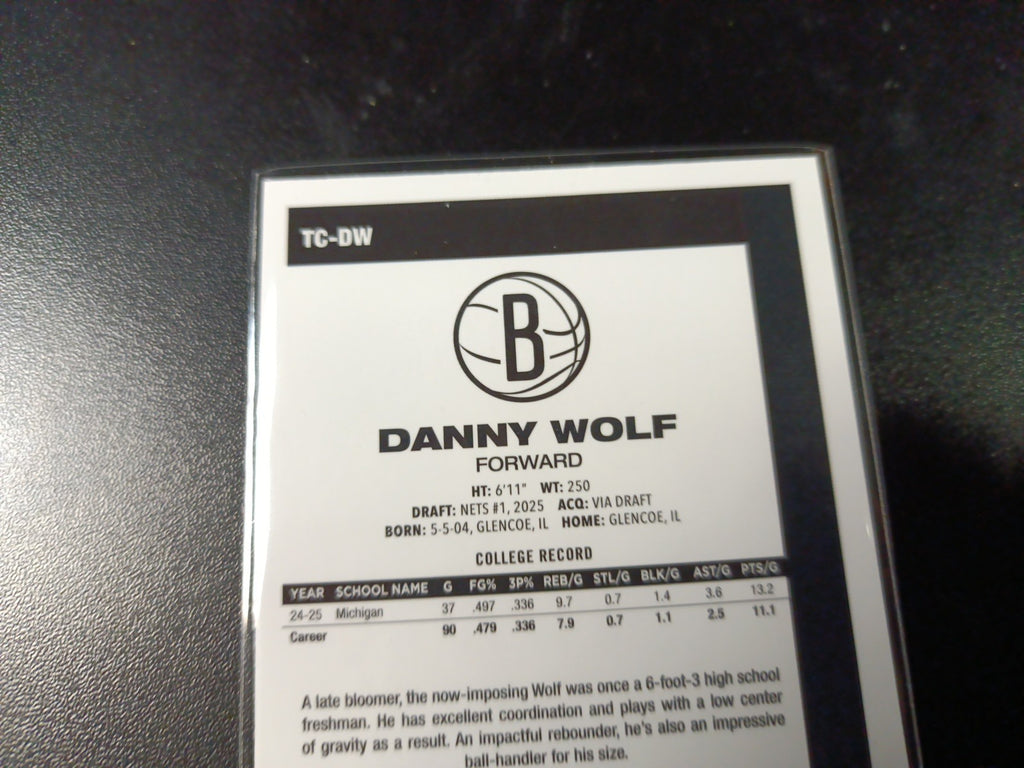 TC-DW
B
DANNY WOLF
FORWARD
HT: 6'11" WT: 250
DRAFT: NETS #1, 2025 ACQ: VIA DRAFT
BORN: 5-5-04, GLENCOE, IL HOME: GLENCOE, IL
COLLEGE RECORD
YEAR SCHOOL NAME G FG% 3P% REB/G STL/G BLK/G AST/G PTS/G
24-25 Michigan 37 .497 .336 9.7 0.7 1.4 3.6 13.2
Career 90 .479 .336 7.9 0.7 1.1 2.5 11.1
A late bloomer, the now-imposing Wolf was once a 6-foot-3 high school
freshman. He has excellent coordination and plays with a low center
of gravity as a result. An impactful rebounder, he's also an impressive
ball-handler for his size.